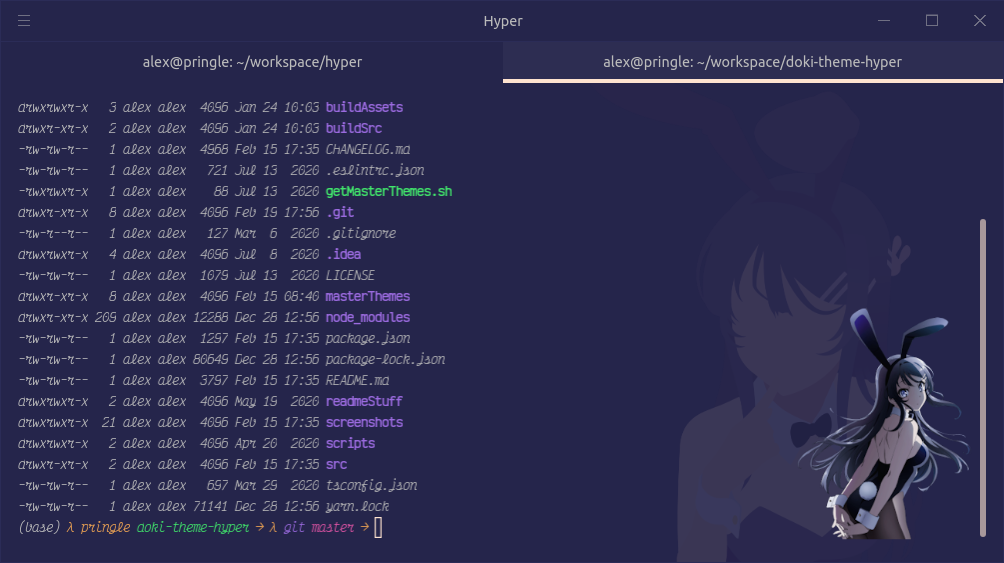 Hyper
alex@pringle: ~/workspace/hyper
alex@pringle: ~/workspace/doki-theme-hyper
drwxrwxr-x 3 alex alex 4096 Jan 24 10:03 buildAssets
drwxr-xr-x 2 alex alex 4096 Jan 24 10:03 buildSrc
-rw-rw-r-- 1 alex alex 4968 Feb 15 17:35 CHANGELOG.md
-rw-rw-r-- 1 alex alex 721 Jul 13 2020 .eslintrc.json
-rwxrwxr-x 1 alex alex 88 Jul 13 2020 getMasterThemes.sh
drwxrwxr-x 8 alex alex 4096 Feb 19 17:56 .git
-rw-r--r-- 1 alex alex 127 Mar 6 2020 .gitignore
drwxrwxr-x 4 alex alex 4096 Jul 8 2020 .idea
-rw-rw-r-- 1 alex alex 1079 Jul 13 2020 LICENSE
drwxr-xr-x 8 alex alex 4096 Feb 15 08:40 masterThemes
drwxrwxr-x 209 alex alex 12288 Dec 28 12:56 node_modules
-rw-rw-r-- 1 alex alex 1297 Feb 15 17:35 package.json
-rw-rw-r-- 1 alex alex 80649 Dec 28 12:56 package-lock.json
-rw-rw-r-- 1 alex alex 3797 Feb 15 17:35 README.md
drwxrwxr-x 2 alex alex 4096 May 19 2020 readmeStuff
drwxrwxr-x 21 alex alex 4096 Feb 15 17:35 screenshots
drwxrwxr-x 2 alex alex 4096 Apr 20 2020 scripts
drwxr-xr-x 2 alex alex 4096 Feb 15 17:35 src
-rw-rw-r-- 1 alex alex 697 Mar 29 2020 tsconfig.json
-rw-rw-r-- 1 alex alex 71141 Dec 28 12:56 yarn.lock
(base) λ pringle doki-theme-hyper → λ git master →